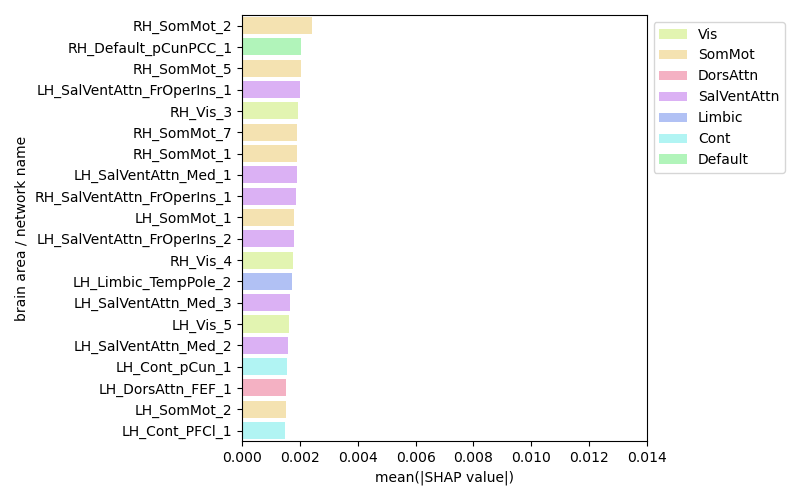 RH_SomMot_2
RH_Default_pCunPCC_1
RH_SomMot_5
LH_SalVentAttn_FrOperIns_1
RH_Vis_3
RH_SomMot_7
RH_SomMot_1
LH_SalVentAttn_Med_1
RH_SalVentAttn_FrOperIns_1
LH_SomMot_1
LH_SalVentAttn_FrOperIns_2
RH_Vis_4
LH_Limbic_TempPole_2
LH_SalVentAttn_Med_3
LH_Vis_5
LH_SalVentAttn_Med_2
LH_Cont_pCun_1
LH_DorsAttn_FEF_1
LH_SomMot_2
LH_Cont_PFCl_1
brain area / network name
0.000 0.002 0.004 0.006 0.008 0.010 0.012 0.014
mean(|SHAP value|)
Vis
SomMot
DorsAttn
SalVentAttn
Limbic
Cont
Default